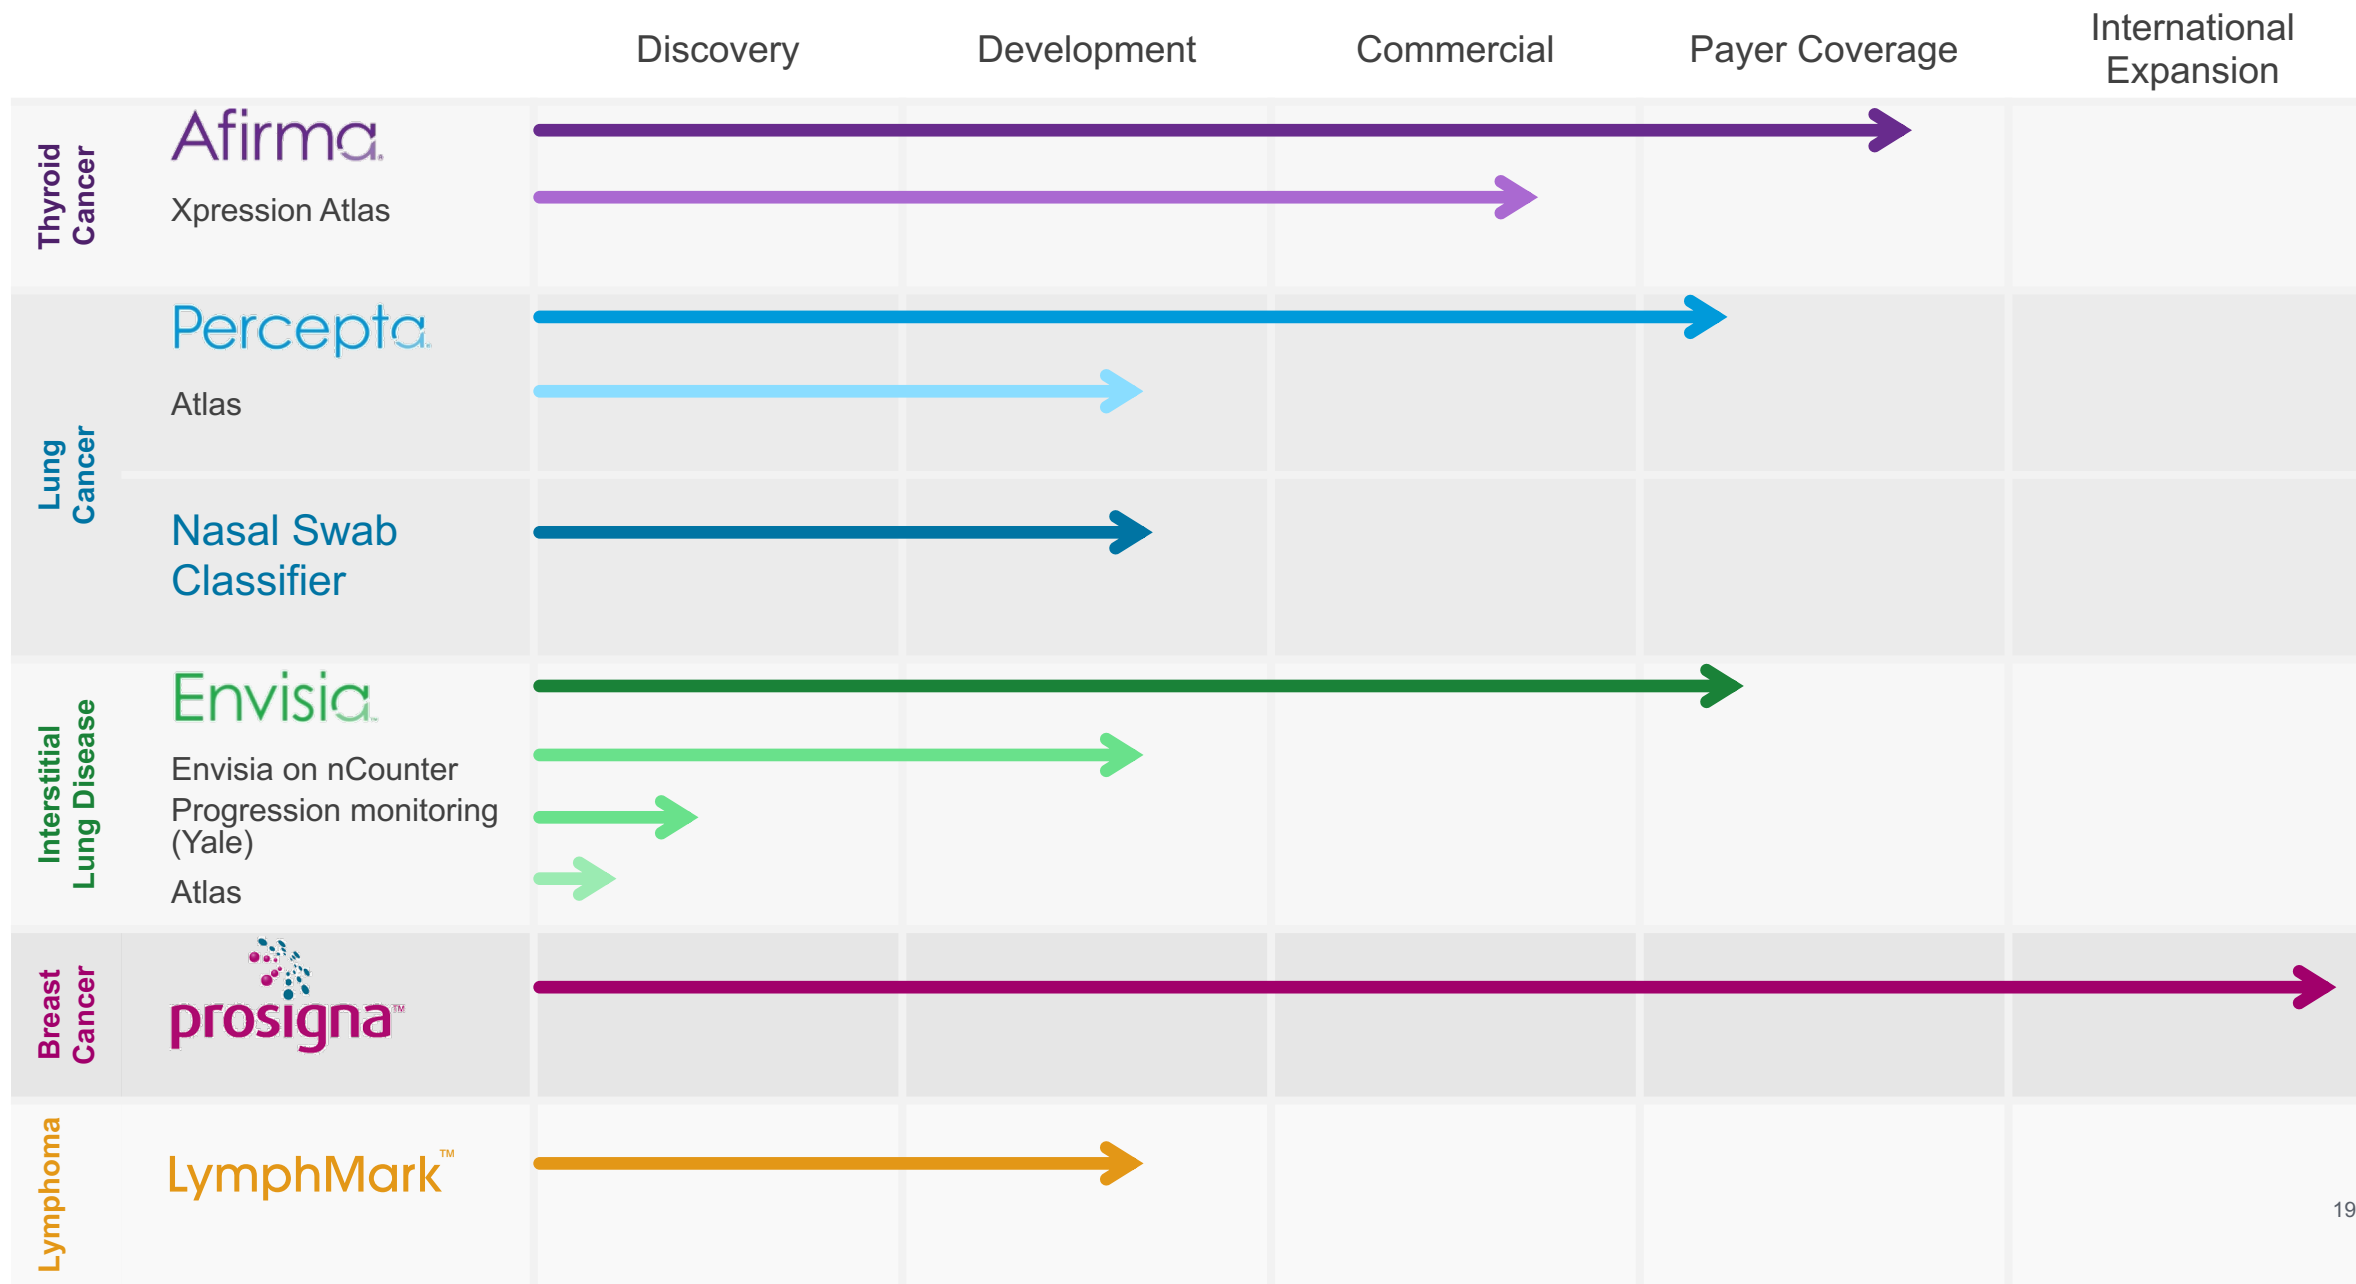 Discovery
Development
Commercial
Payer Coverage
International
Expansion
Thyroid
Cancer
Afirma®
Xpression Atlas
Lung
Cancer
Percepta
Atlas
Nasal Swab
Classifier
Interstitial
Lung Disease
Envisia™
Envisia on nCounter
Progression monitoring
(Yale)
Atlas
Breast
Cancer
prosigna™
Lymphoma
LymphMark™
19